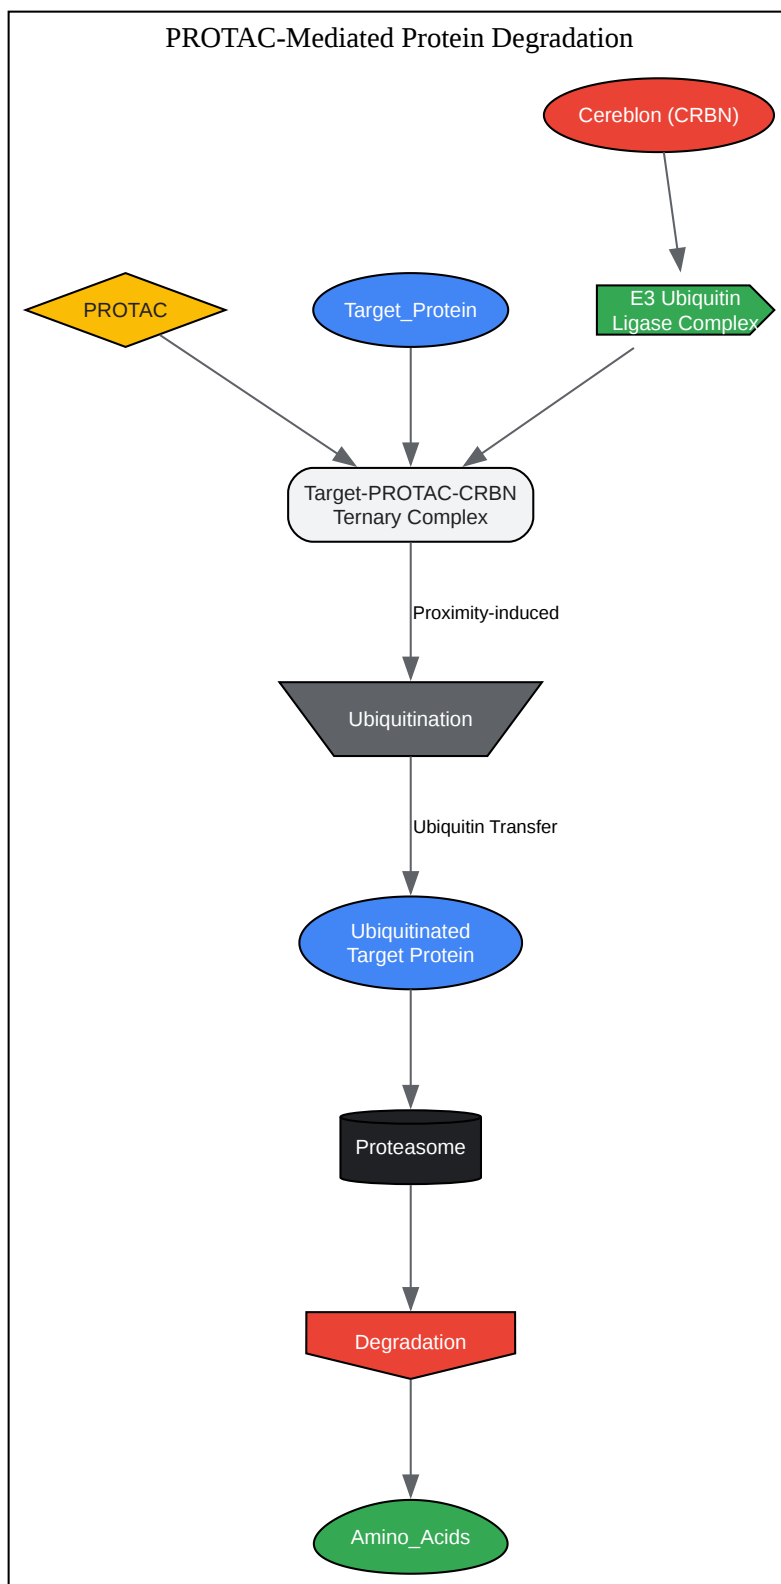 PROTAC-Mediated Protein Degradation
Cereblon (CRBN)
PROTAC
Target_Protein
E3 Ubiquitin
Ligase Complex
Target-PROTAC-CRBN
Ternary Complex
Proximity-induced
Ubiquitination
Ubiquitin Transfer
Ubiquitinated
Target Protein
Proteasome
Degradation
Amino_Acids